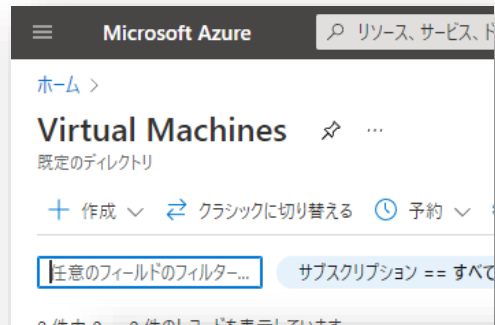 Microsoft Azure
リソース、サービス、ド
ホーム >
Virtual Machines ...
既定のディレクトリ
+ 作成 クラシックに切り替える 予約
任意のフィールドのフィルター...
サブスクリプション == すべて